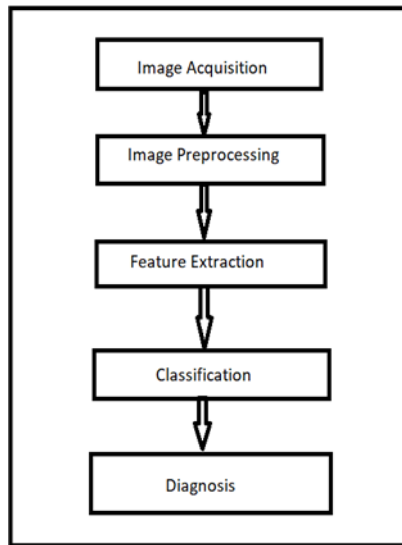 Image Acquisition
Image Preprocessing
Feature Extraction
Classification
Diagnosis